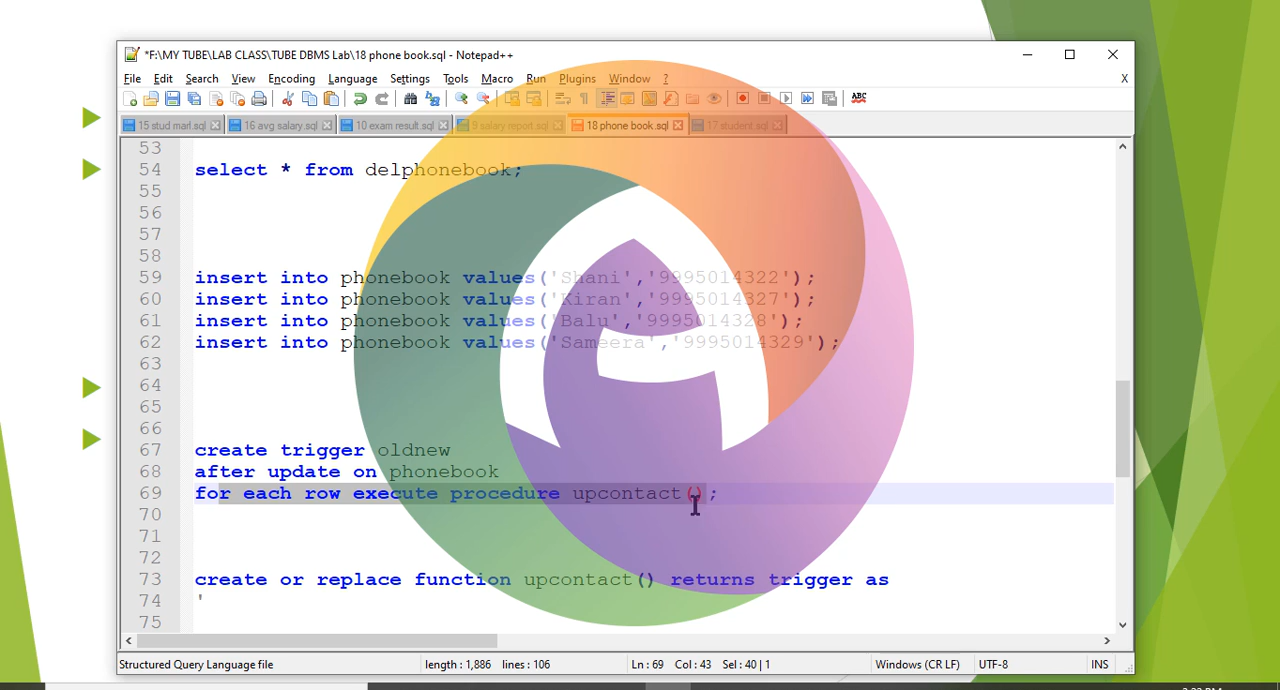 *F:\MY TUBE\LAB CLASS\TUBE DBMS Lab\18 phone book.sql - Notepad++
File Edit Search View Encoding Language Settings Tools Macro Run Plugins Window ? X
15 stud marl.sql 16 avg salary.sql 10 exam result.sql 9 salary report.sql 18 phone book.sql 17 student.sql
53
54 select * from delphonebook;
55
56
57
58
59 insert into phonebook values('Shani','9995014322');
60 insert into phonebook values('Kiran','9995014327');
61 insert into phonebook values('Balu','9995014328');
62 insert into phonebook values('Sameera','9995014329');
63
64
65
66
67 create trigger oldnew
68 after update on phonebook
69 for each row execute procedure upcontact();
70
71
72
73 create or replace function upcontact() returns trigger as
74 '
75
Structured Query Language file length : 1,886 lines : 106 Ln : 69 Col : 43 Sel : 40 | 1 Windows (CR LF) UTF-8 INS